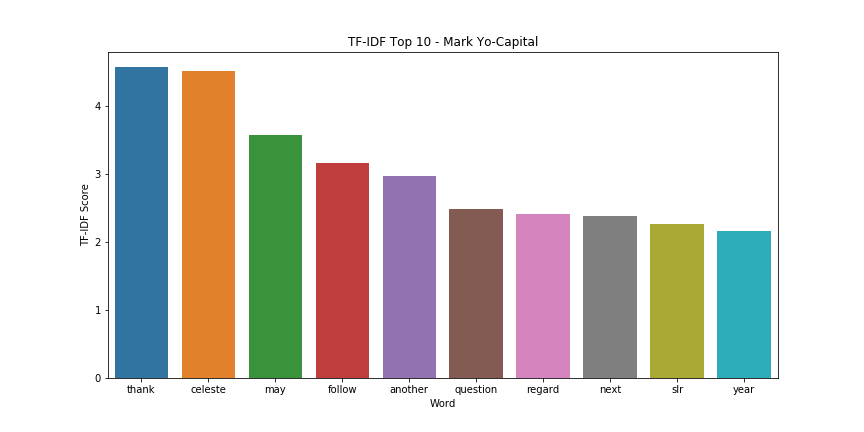 TF-IDF Top 10 - Mark Yo-Capital
TF-IDF Score
4
3
2
1
0
thank celeste may follow another question regard next slr year
Word